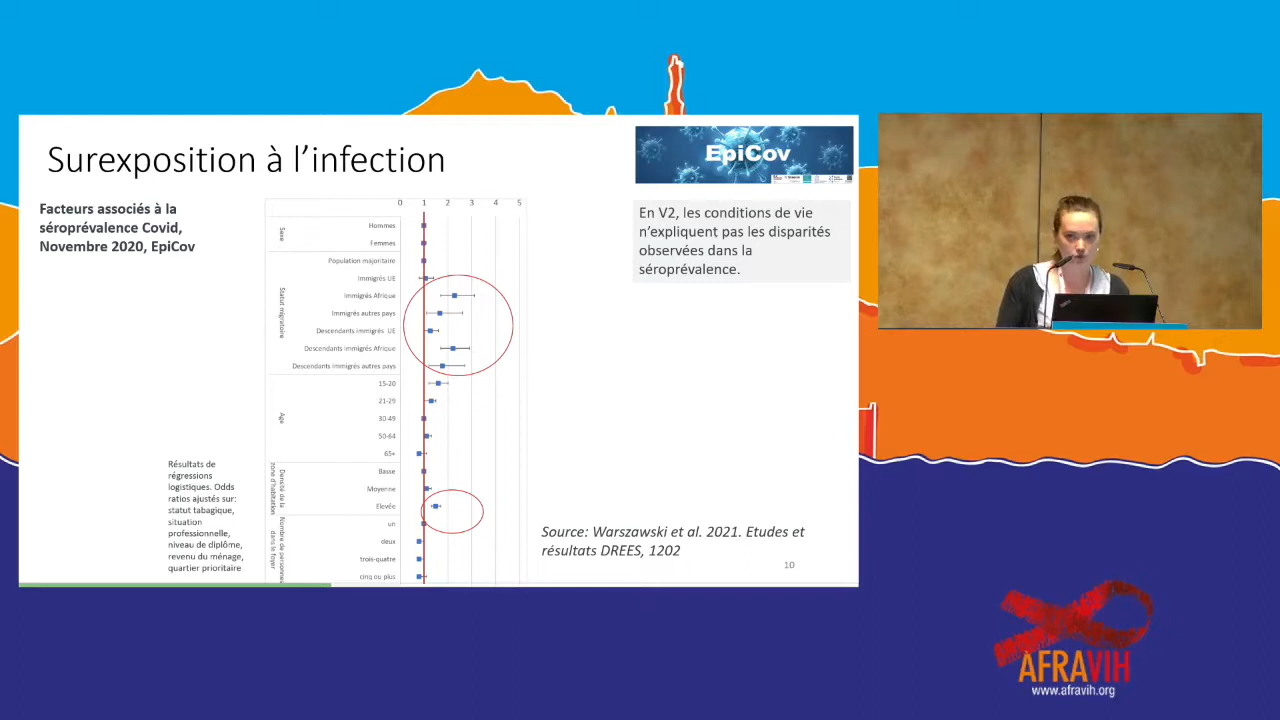 Surexposition à l'infection
EpiCov
Facteurs associés à la
séroprévalence Covid,
Novembre 2020, EpiCov
0 1 2 3 4 5
Sexe
Hommes
Femmes
Statut migratoire
Population majoritaire
Immigrés UE
Immigrés Afrique
Immigrés autres pays
Descendants immigrés UE
Descendants immigrés Afrique
Descendants immigrés autres pays
Age
15-20
21-29
30-49
50-64
65+
Densité de la
zone d'habitation
Basse
Moyenne
Elevée
Nombre de personnes
dans le foyer
un
deux
trois-quatre
cinq ou plus
Résultats de
régressions
logistiques. Odds
ratios ajustés sur:
statut tabagique,
situation
professionnelle,
niveau de diplôme,
revenu du ménage,
quartier prioritaire
En V2, les conditions de vie
n'expliquent pas les disparités
observées dans la
séroprévalence.
Source: Warszawski et al. 2021. Etudes et
résultats DREES, 1202
10
AFRAVIH
www.afravih.org